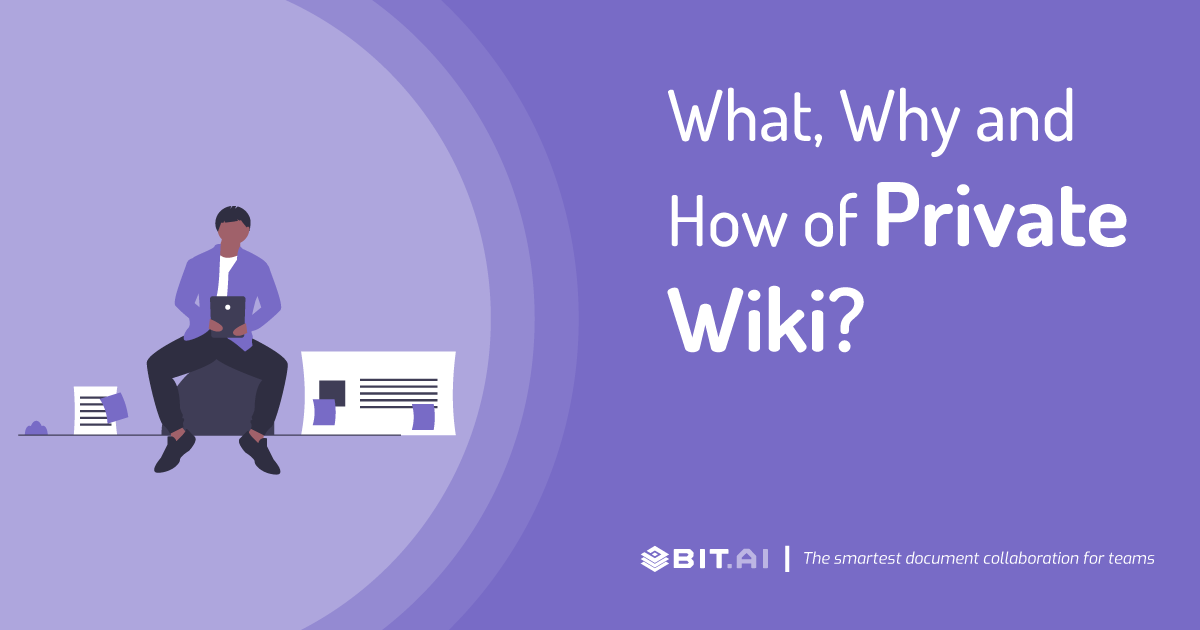 What, Why and
How of Private
Wiki?
BIT.AI | The smartest document collaboration for teams